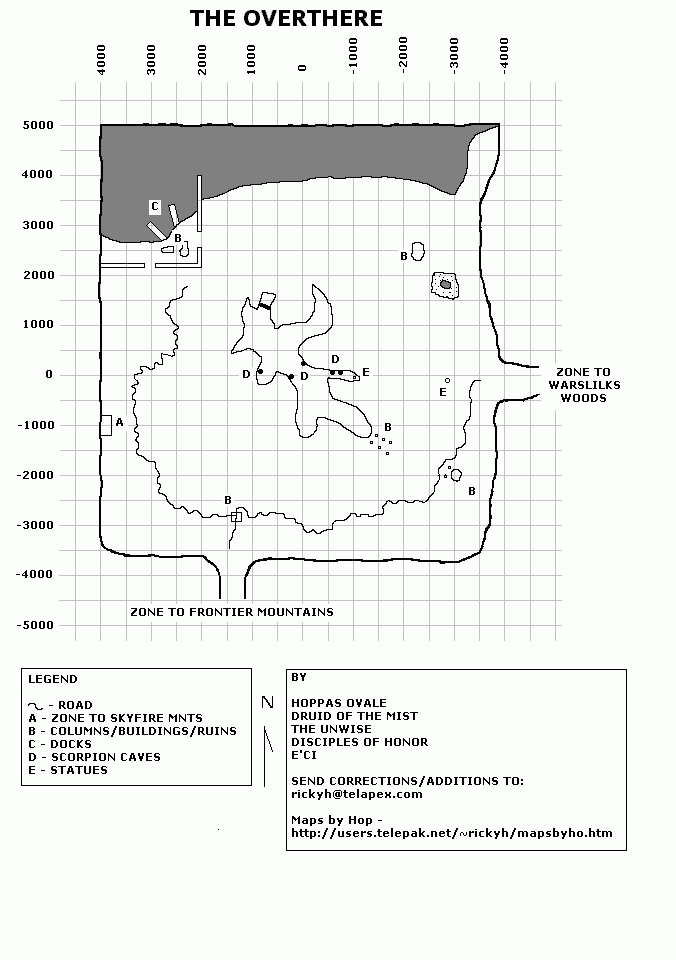 THE OVERTHERE
4000 3000 2000 1000 0 -1000 -2000 -3000 -4000
5000
4000
C
3000
B
B
2000
1000
D
0
D D E
ZONE TO
WARSLILKS
WOODS
E
-1000
A
B
-2000
B
B
-3000
-4000
ZONE TO FRONTIER MOUNTAINS
-5000
LEGEND
- ROAD
A - ZONE TO SKYFIRE MNTS
B - COLUMNS/BUILDINGS/RUINS
C - DOCKS
D - SCORPION CAVES
E - STATUES
N
BY
HOPPAS OVALE
DRUID OF THE MIST
THE UNWISE
DISCIPLES OF HONOR
E'CI
SEND CORRECTIONS/ADDITIONS TO:
rickyh@telapex.com
Maps by Hop -
http://users.telepak.net/~rickyh/mapsbyho.htm